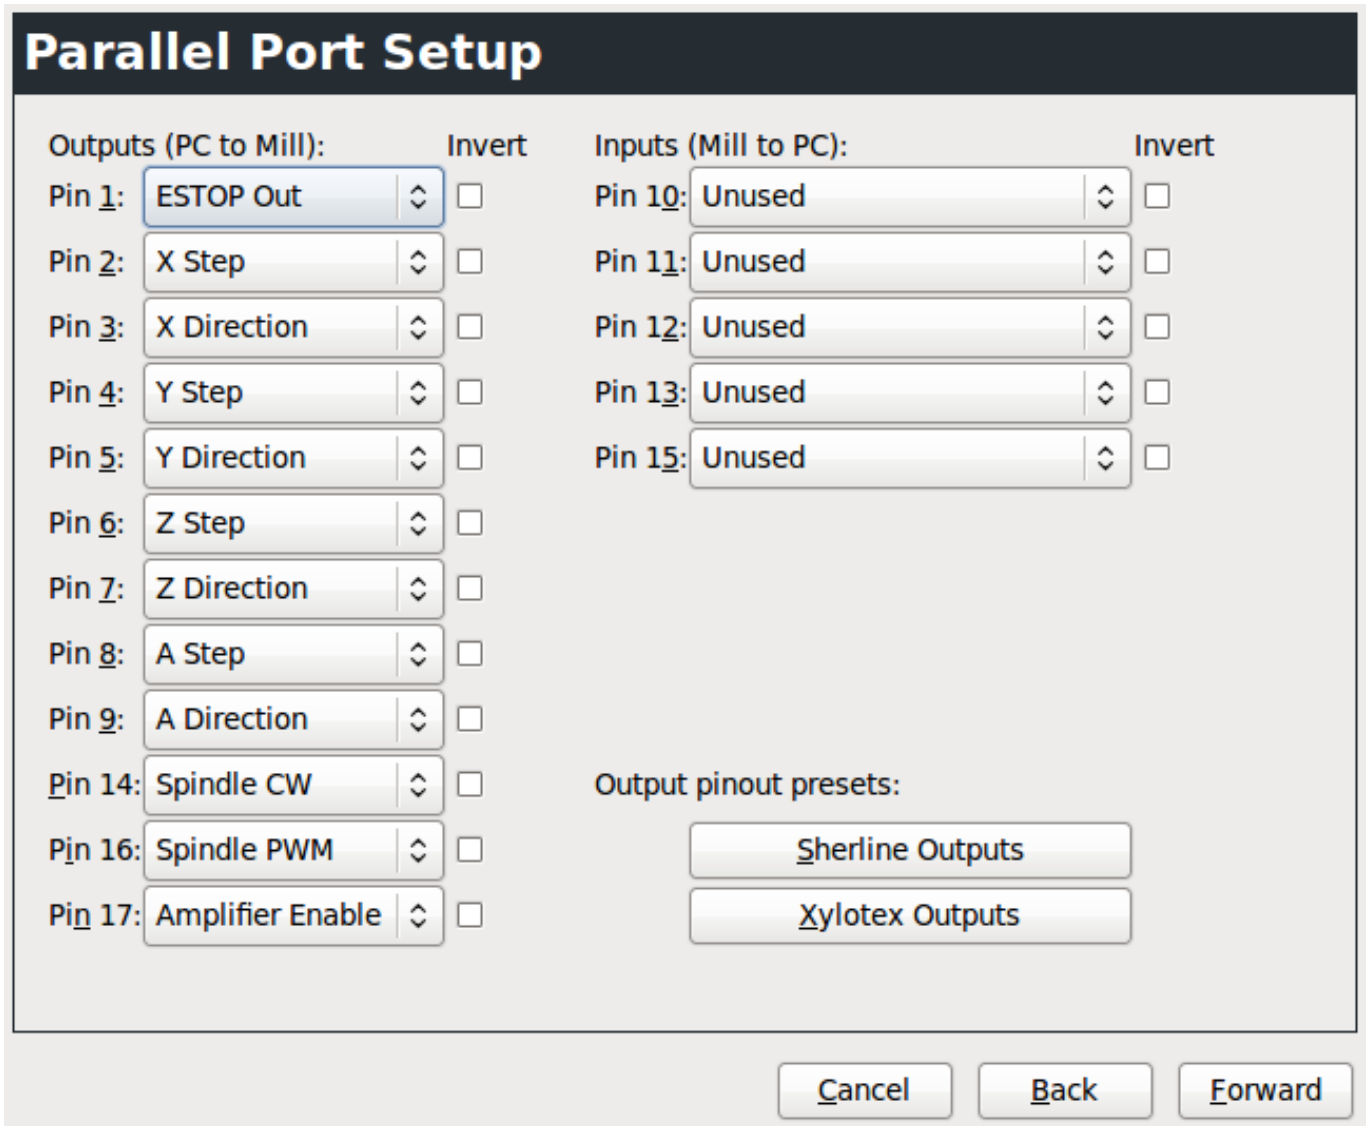 Parallel Port Setup
Outputs (PC to Mill): Invert Inputs (Mill to PC): Invert
Pin 1: ESTOP Out Pin 10: Unused
Pin 2: X Step Pin 11: Unused
Pin 3: X Direction Pin 12: Unused
Pin 4: Y Step Pin 13: Unused
Pin 5: Y Direction Pin 15: Unused
Pin 6: Z Step
Pin 7: Z Direction
Pin 8: A Step
Pin 9: A Direction
Pin 14: Spindle CW Output pinout presets:
Pin 16: Spindle PWM Sherline Outputs
Pin 17: Amplifier Enable Xylotex Outputs
Cancel Back Forward